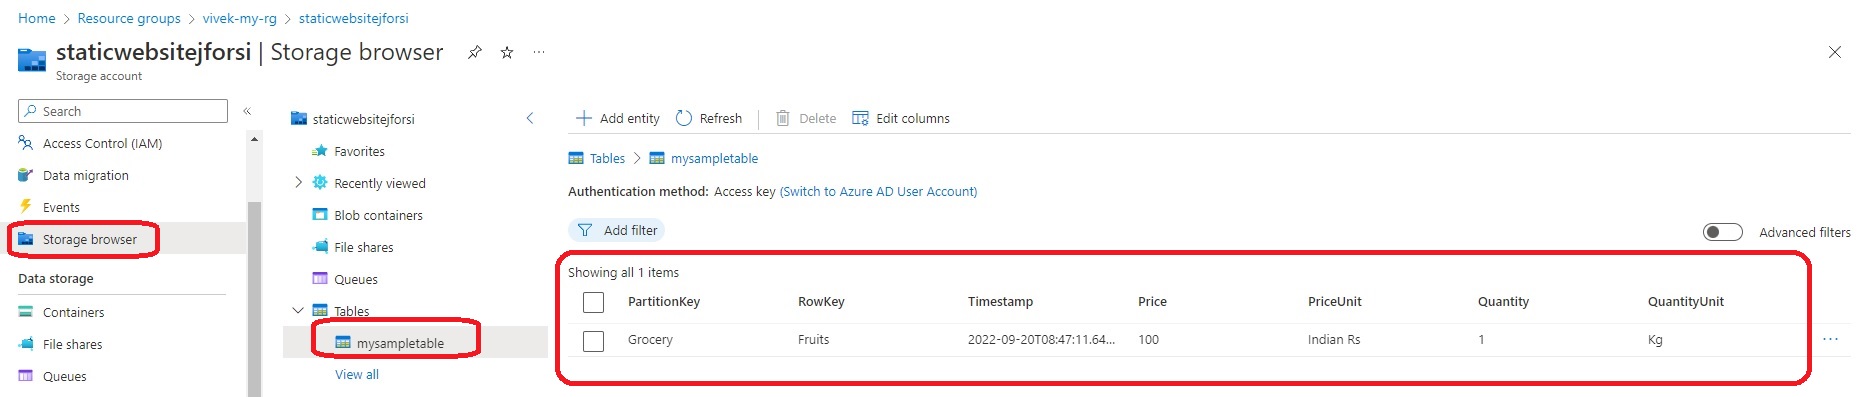 Home > Resource groups > vivek-my-rg > staticwebsitejforsi
staticwebsitejforsi | Storage browser ...
Storage account
Search
Access Control (IAM)
Data migration
Events
Storage browser
Data storage
Containers
File shares
Queues
staticwebsitejforsi
Favorites
Recently viewed
Blob containers
File shares
Queues
Tables
mysampletable
View all
Add entity Refresh Delete Edit columns
Tables > mysampletable
Authentication method: Access key (Switch to Azure AD User Account)
Add filter
Advanced filters
Showing all 1 items
PartitionKey RowKey Timestamp Price PriceUnit Quantity QuantityUnit
Grocery Fruits 2022-09-20T08:47:11.64... 100 Indian Rs 1 Kg ...